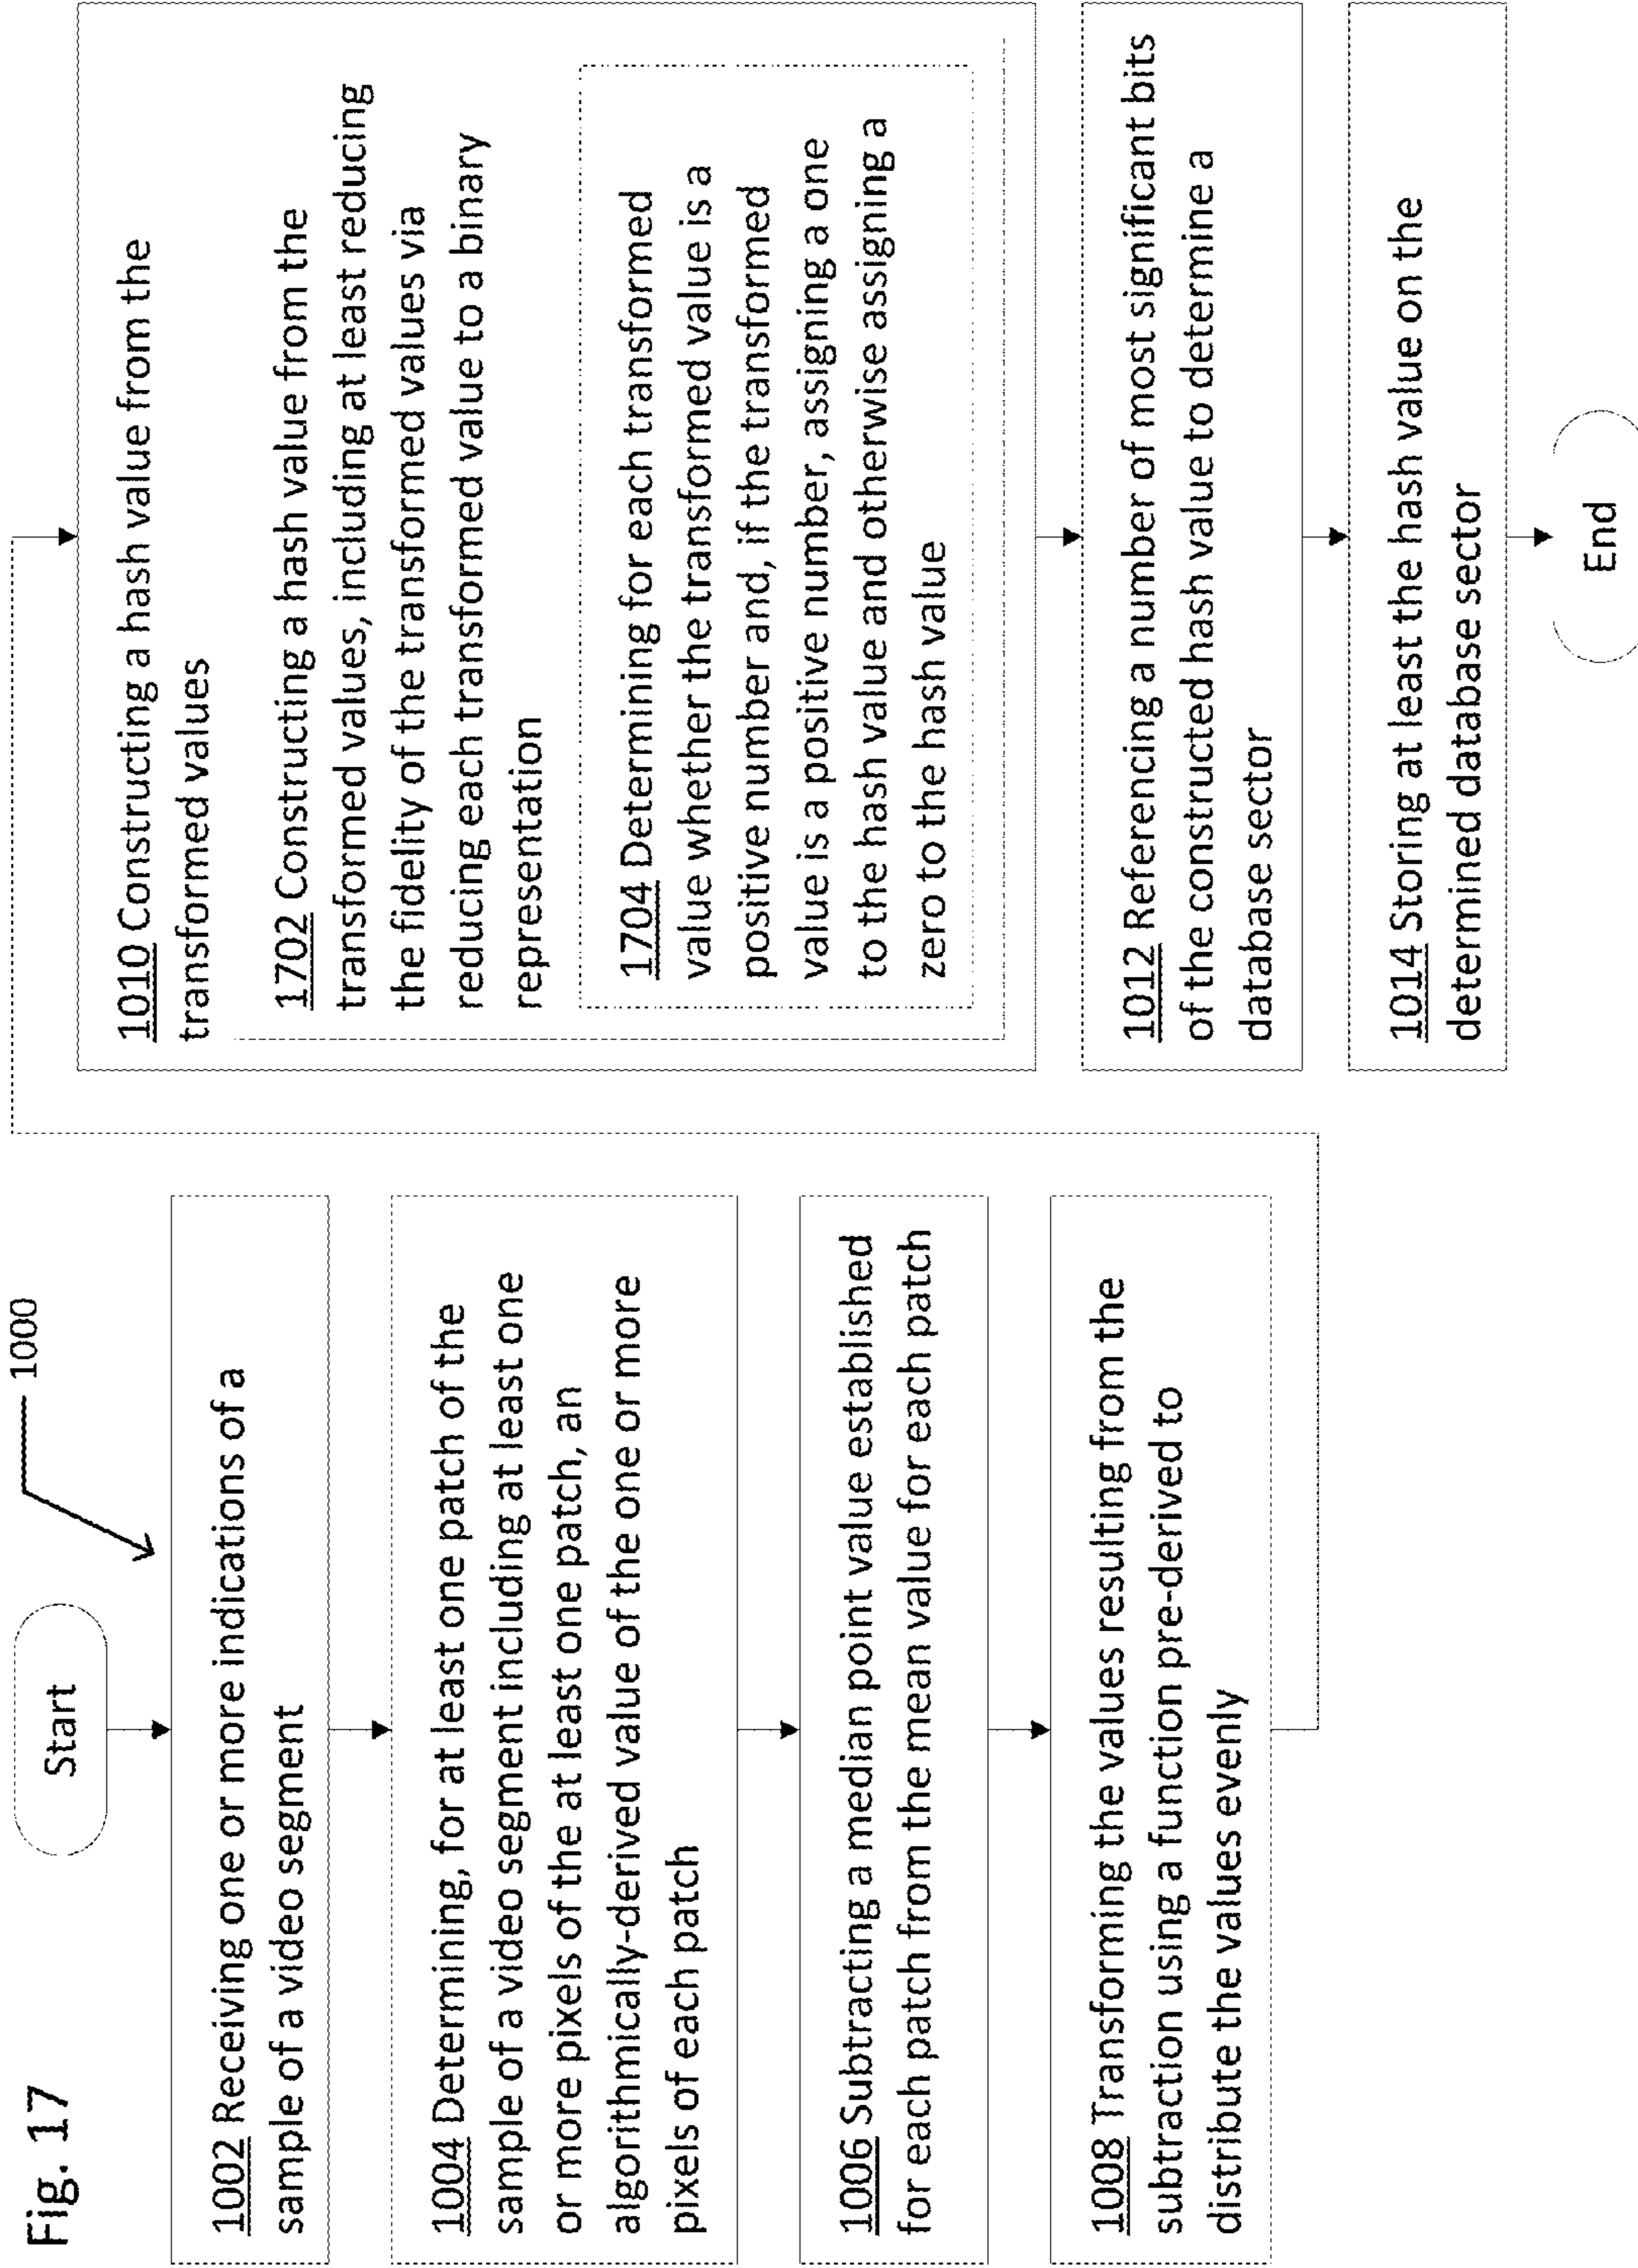 Fig. 17
1000
Start
1002 Receiving one or more indications of a
sample of a video segment
1004 Determining, for at least one patch of the
sample of a video segment including at least one
or more pixels of the at least one patch, an
algorithmically-derived value of the one or more
pixels of each patch
1006 Subtracting a median point value established
for each patch from the mean value for each patch
1008 Transforming the values resulting from the
subtraction using a function pre-derived to
distribute the values evenly
1010 Constructing a hash value from the
transformed values
1702 Constructing a hash value from the
transformed values, including at least reducing
the fidelity of the transformed values via
reducing each transformed value to a binary
representation
1704 Determining for each transformed
value whether the transformed value is a
positive number and, if the transformed
value is a positive number, assigning a one
to the hash value and otherwise assigning a
zero to the hash value
1012 Referencing a number of most significant bits
of the constructed hash value to determine a
database sector
1014 Storing at least the hash value on the
determined database sector
End